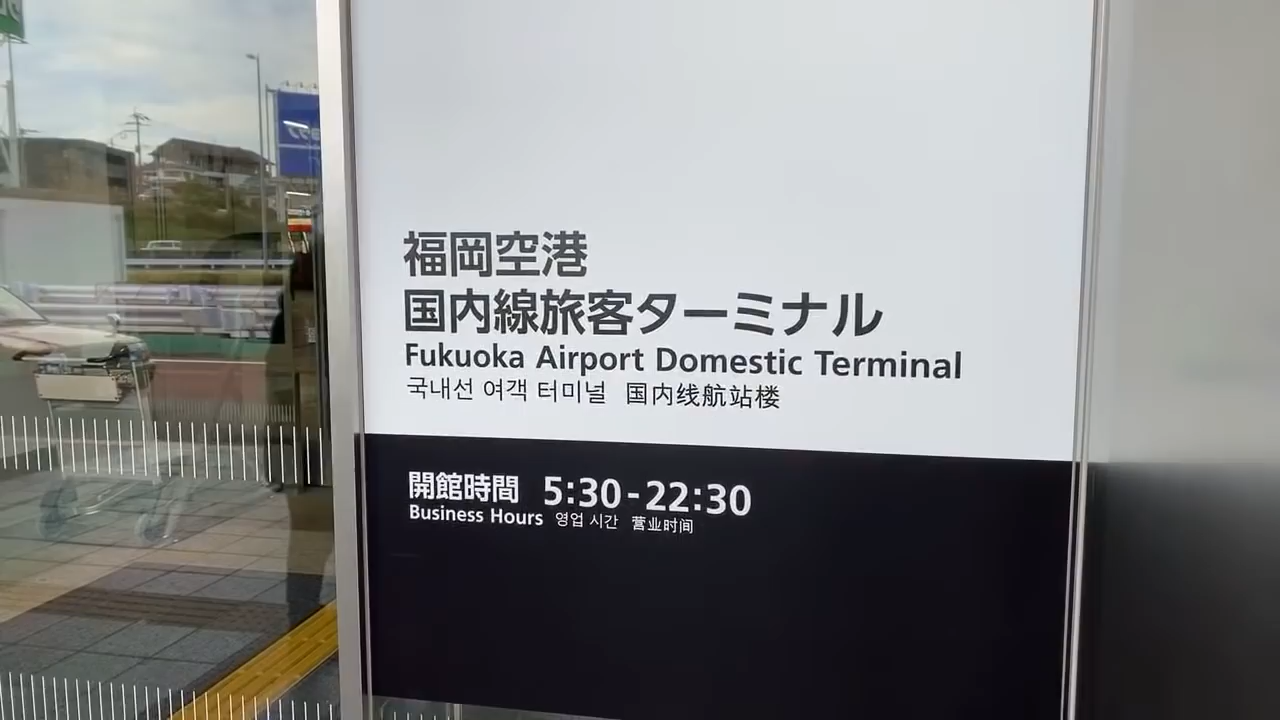 福岡空港
国内線旅客ターミナル
Fukuoka Airport Domestic Terminal
국내선 여객 터미널 国内线航站楼
開館時間 5:30-22:30
Business Hours 영업 시간 营业时间